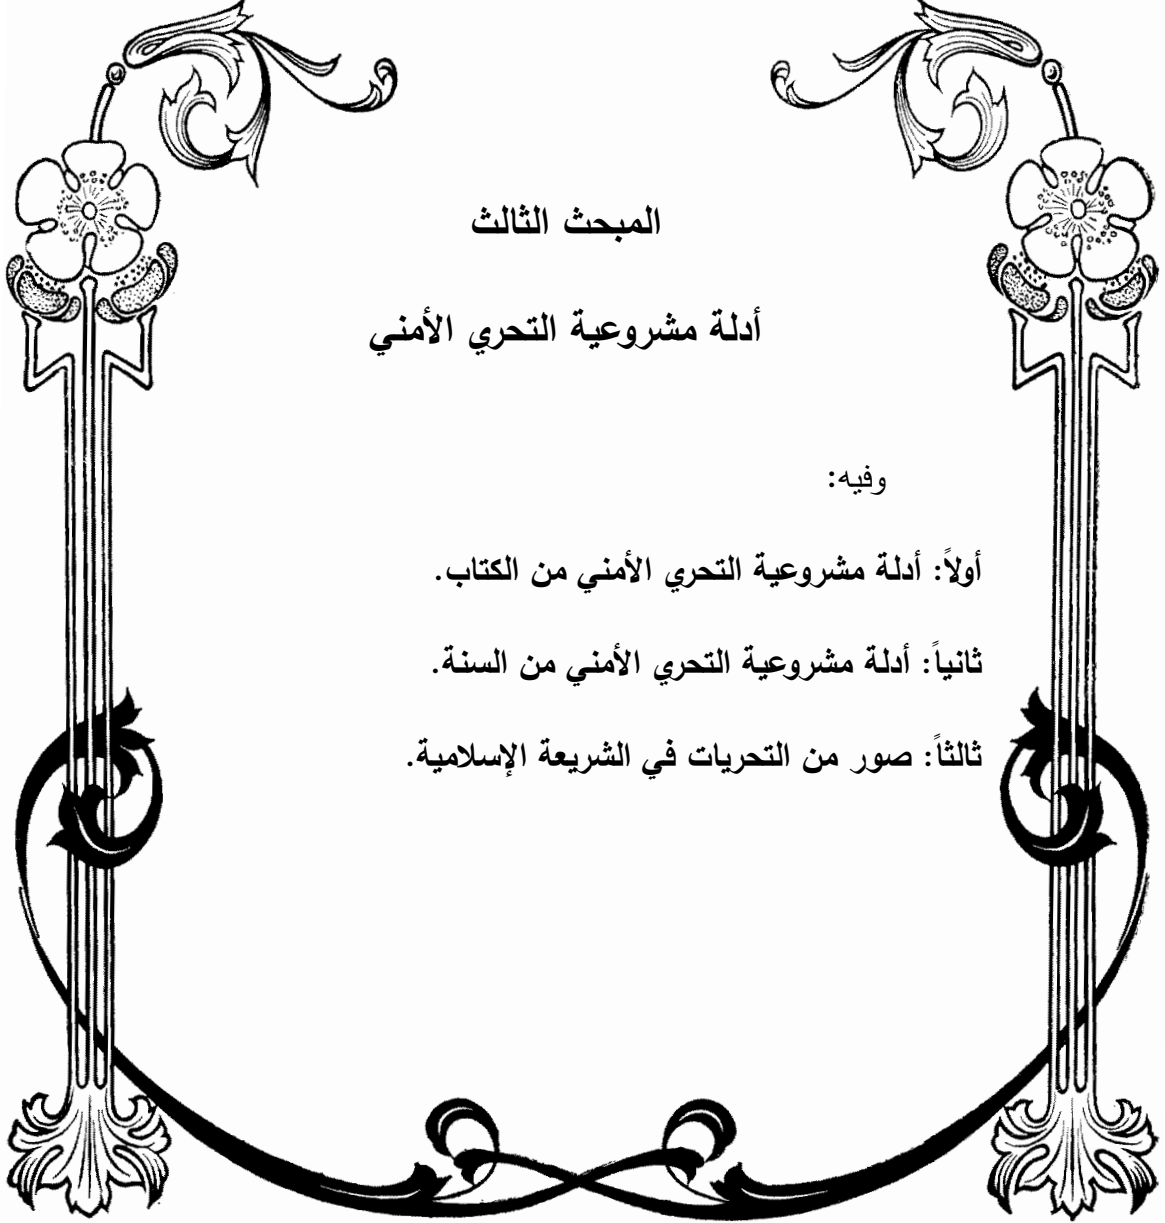 المبحث الثالث
أدلة مشروعية التحري الأمني
وفيه:
أولاً: أدلة مشروعية التحري الأمني من الكتاب.
ثانياً: أدلة مشروعية التحري الأمني من السنة.
ثالثاً: صور من التحريات في الشريعة الإسلامية.